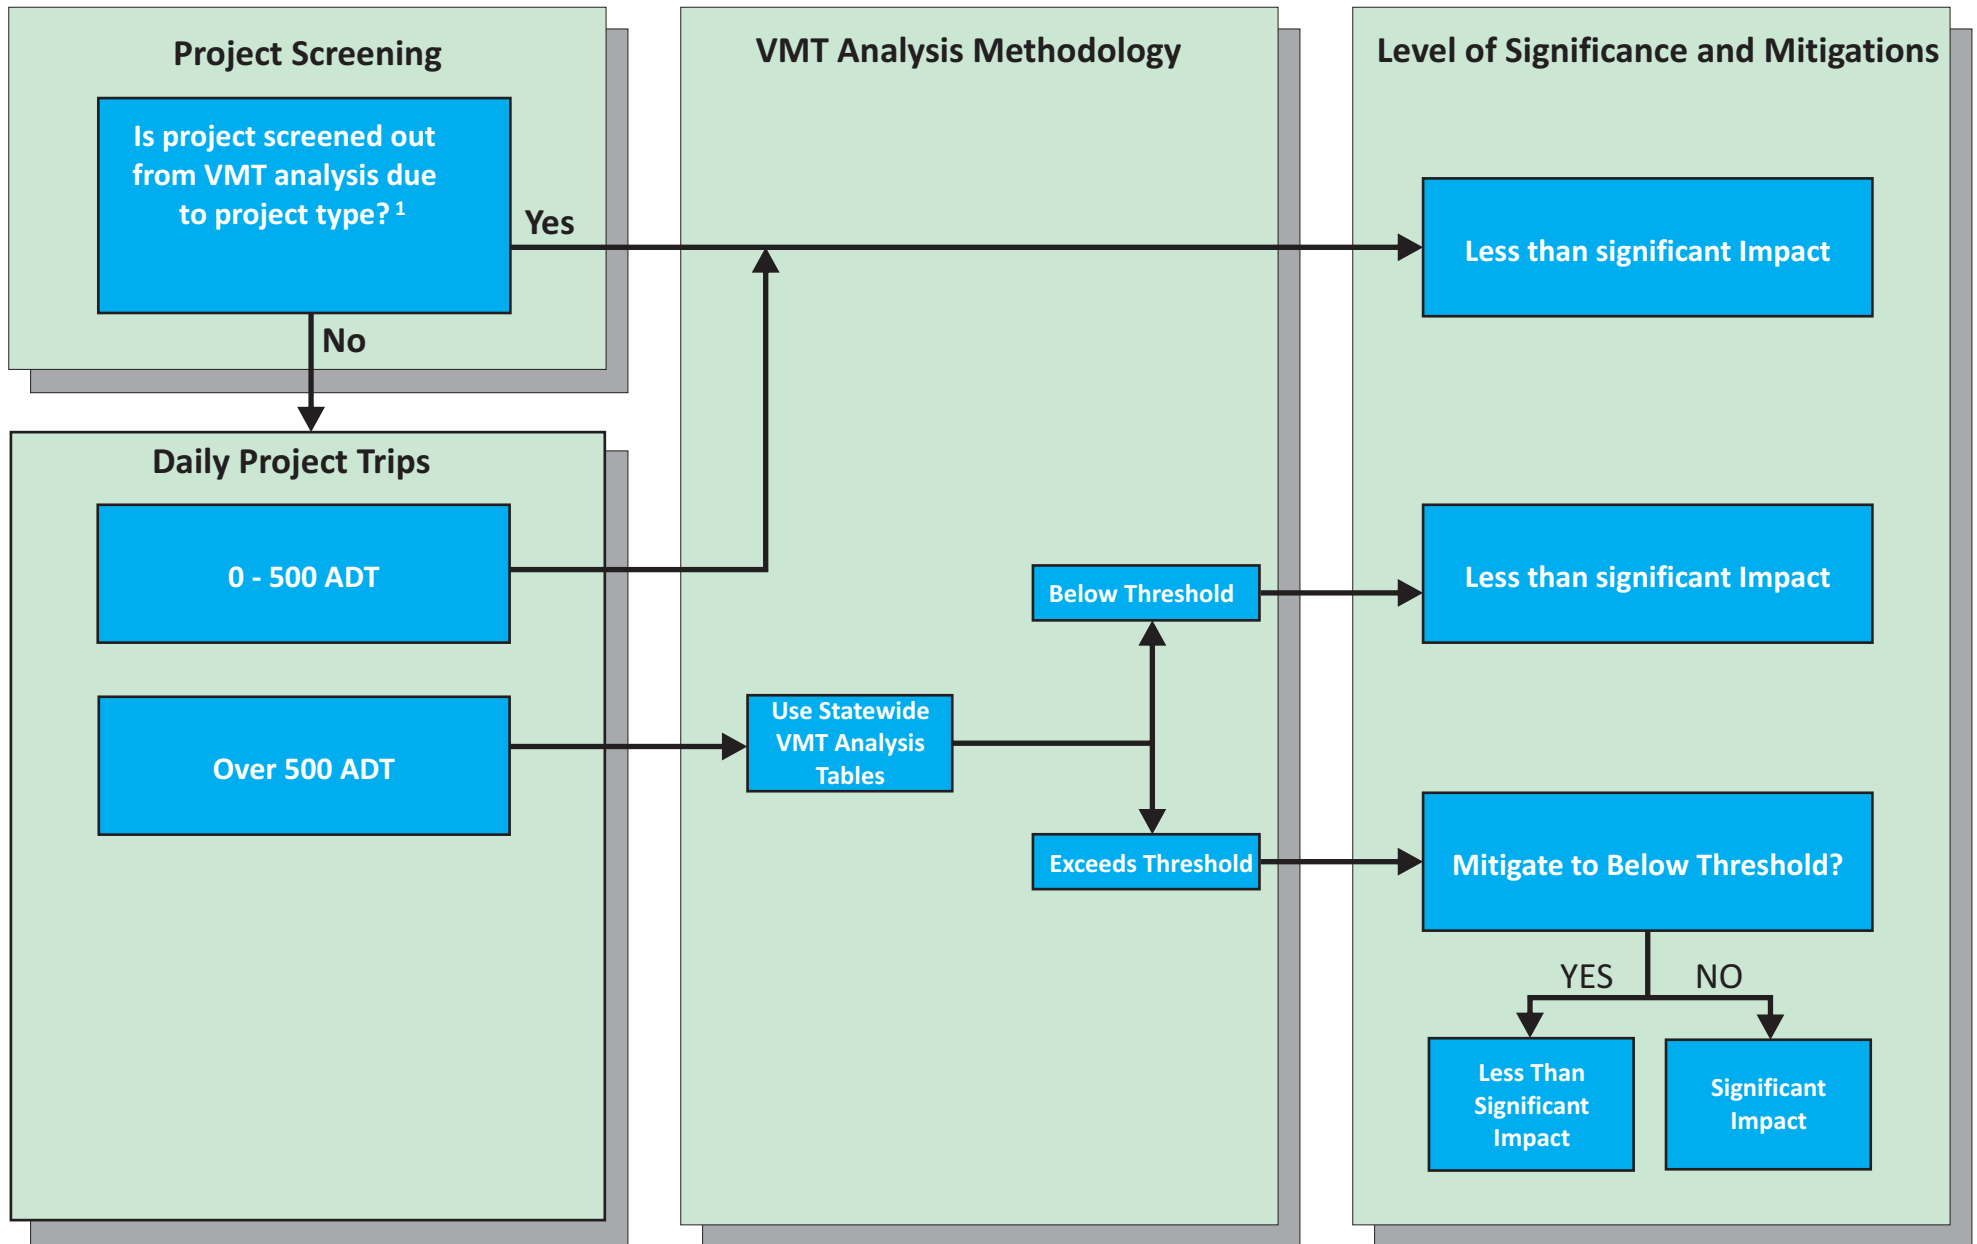 Project Screening
Is project screened out
from VMT analysis due
to project type? 1
Yes
No
Daily Project Trips
0 - 500 ADT
Over 500 ADT
VMT Analysis Methodology
Use Statewide
VMT Analysis
Tables
Below Threshold
Exceeds Threshold
Level of Significance and Mitigations
Less than significant Impact
Less than significant Impact
Mitigate to Below Threshold?
YES
NO
Less Than
Significant
Impact
Significant
Impact